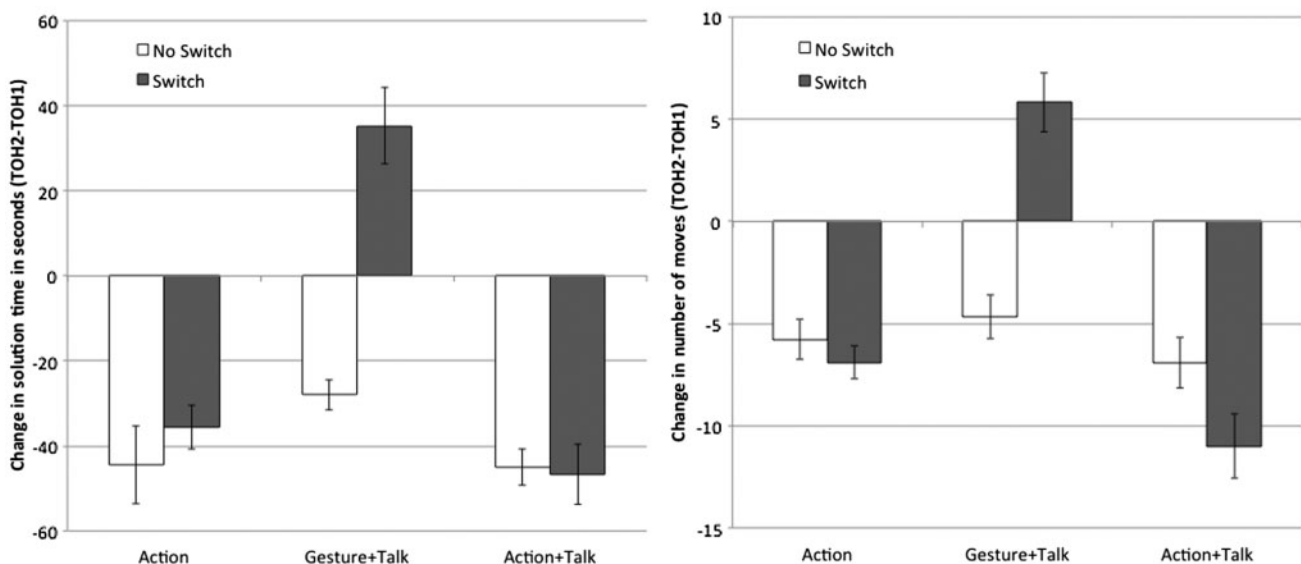 Change in solution time in seconds (TOH2-TOH1)
60
40
20
0
-20
-40
-60
No Switch
Switch
Action
Gesture+Talk
Action+Talk
Change in number of moves (TOH2-TOH1)
10
5
0
-5
-10
-15
No Switch
Switch
Action
Gesture+Talk
Action+Talk